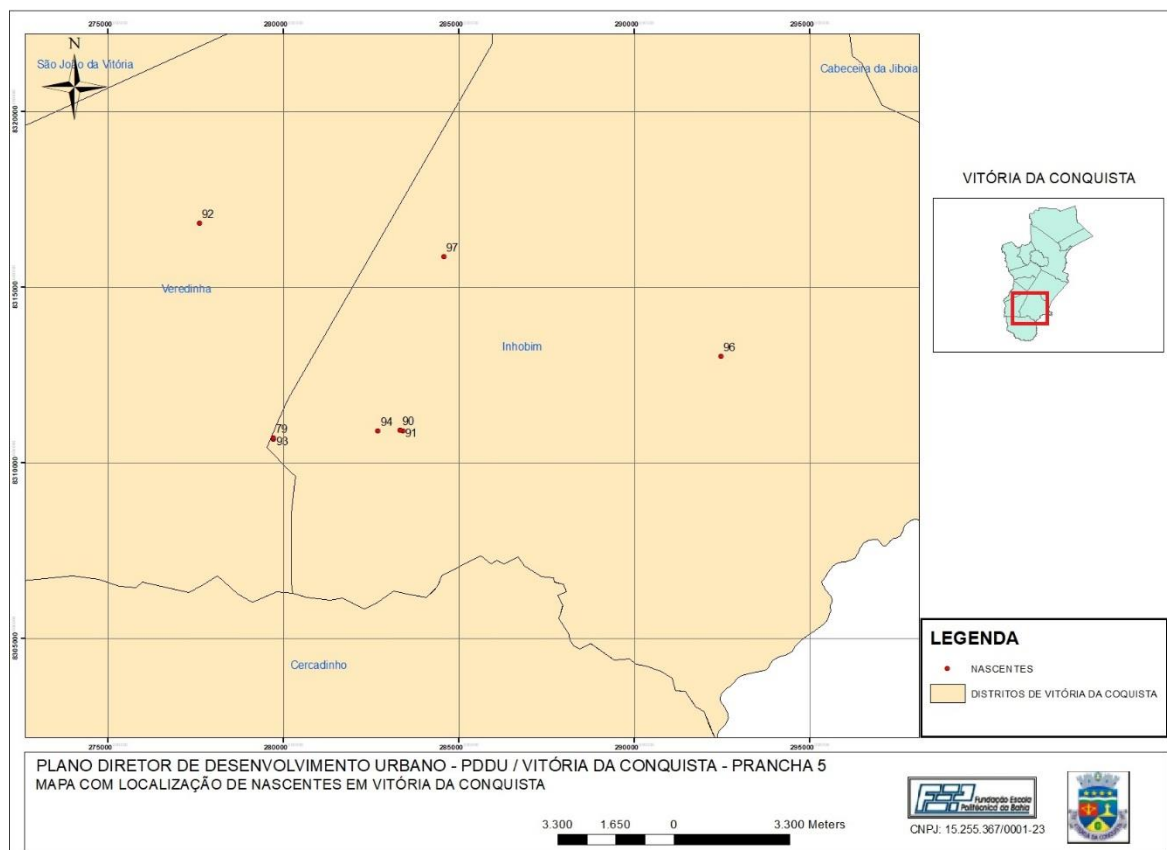 275000 280000 285000 290000 295000
N
São João da Vitória
Cabeceira da Jiboia
8320000
VITÓRIA DA CONQUISTA
92
97
8315000
Veredinha
Inhobim
96
94
90
91
79
93
8310000
8305000
Cercadinho
LEGENDA
NASCENTES
DISTRITOS DE VITÓRIA DA COQUISTA
275000 280000 285000 290000 295000
PLANO DIRETOR DE DESENVOLVIMENTO URBANO - PDDU / VITÓRIA DA CONQUISTA - PRANCHA 5
MAPA COM LOCALIZAÇÃO DE NASCENTES EM VITÓRIA DA CONQUISTA
3.300 1.650 0 3.300 Meters
Fundação Escola
Politécnica da Bahia
CNPJ: 15.255.367/0001-23